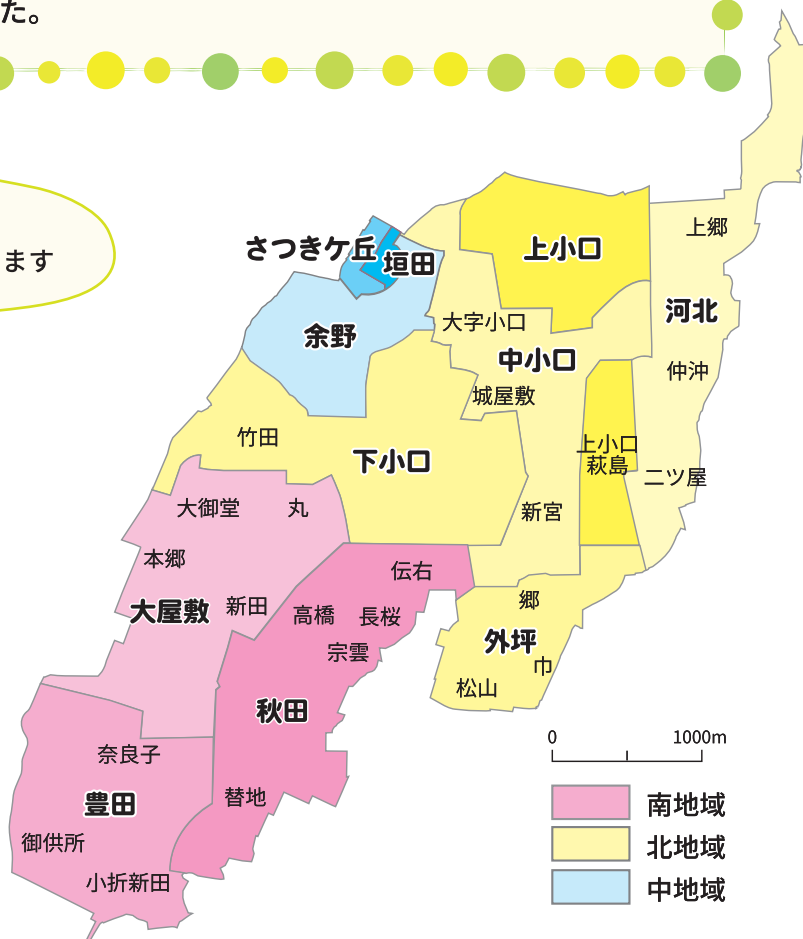 た。
ます
上郷
さつきケ丘
垣田
上小口
河北
大字小口
余野
中小口
仲沖
城屋敷
竹田
上小口
萩島
下小口
二ツ屋
大御堂
丸
新宮
本郷
伝右
郷
大屋敷
新田
高橋
長桜
外坪
宗雲
巾
松山
秋田
0
1000m
奈良子
替地
豊田
南地域
御供所
北地域
小折新田
中地域